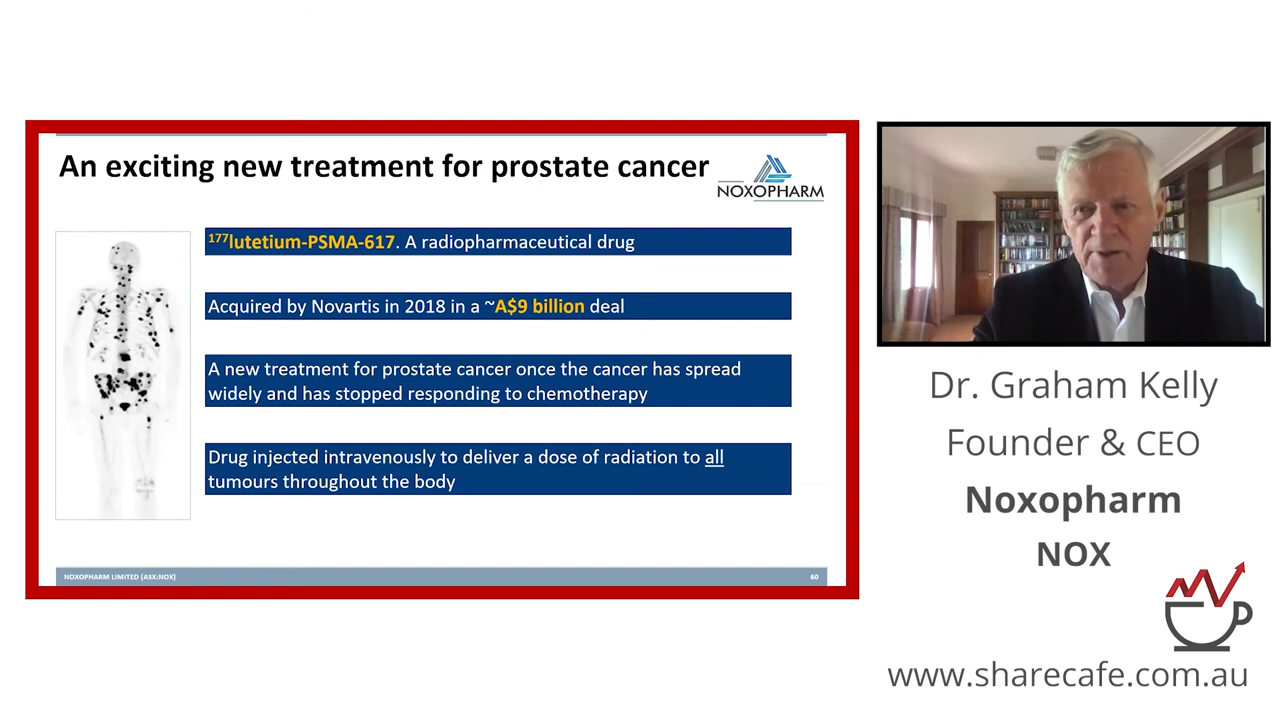 An exciting new treatment for prostate cancer
NOXOPHARM
177lutetium-PSMA-617. A radiopharmaceutical drug
Acquired by Novartis in 2018 in a ~A$9 billion deal
A new treatment for prostate cancer once the cancer has spread
widely and has stopped responding to chemotherapy
Drug injected intravenously to deliver a dose of radiation to all
tumours throughout the body
NOXOPHARM LIMITED (ASX:NOX)
60
Dr. Graham Kelly
Founder & CEO
Noxopharm
NOX
www.sharecafe.com.au